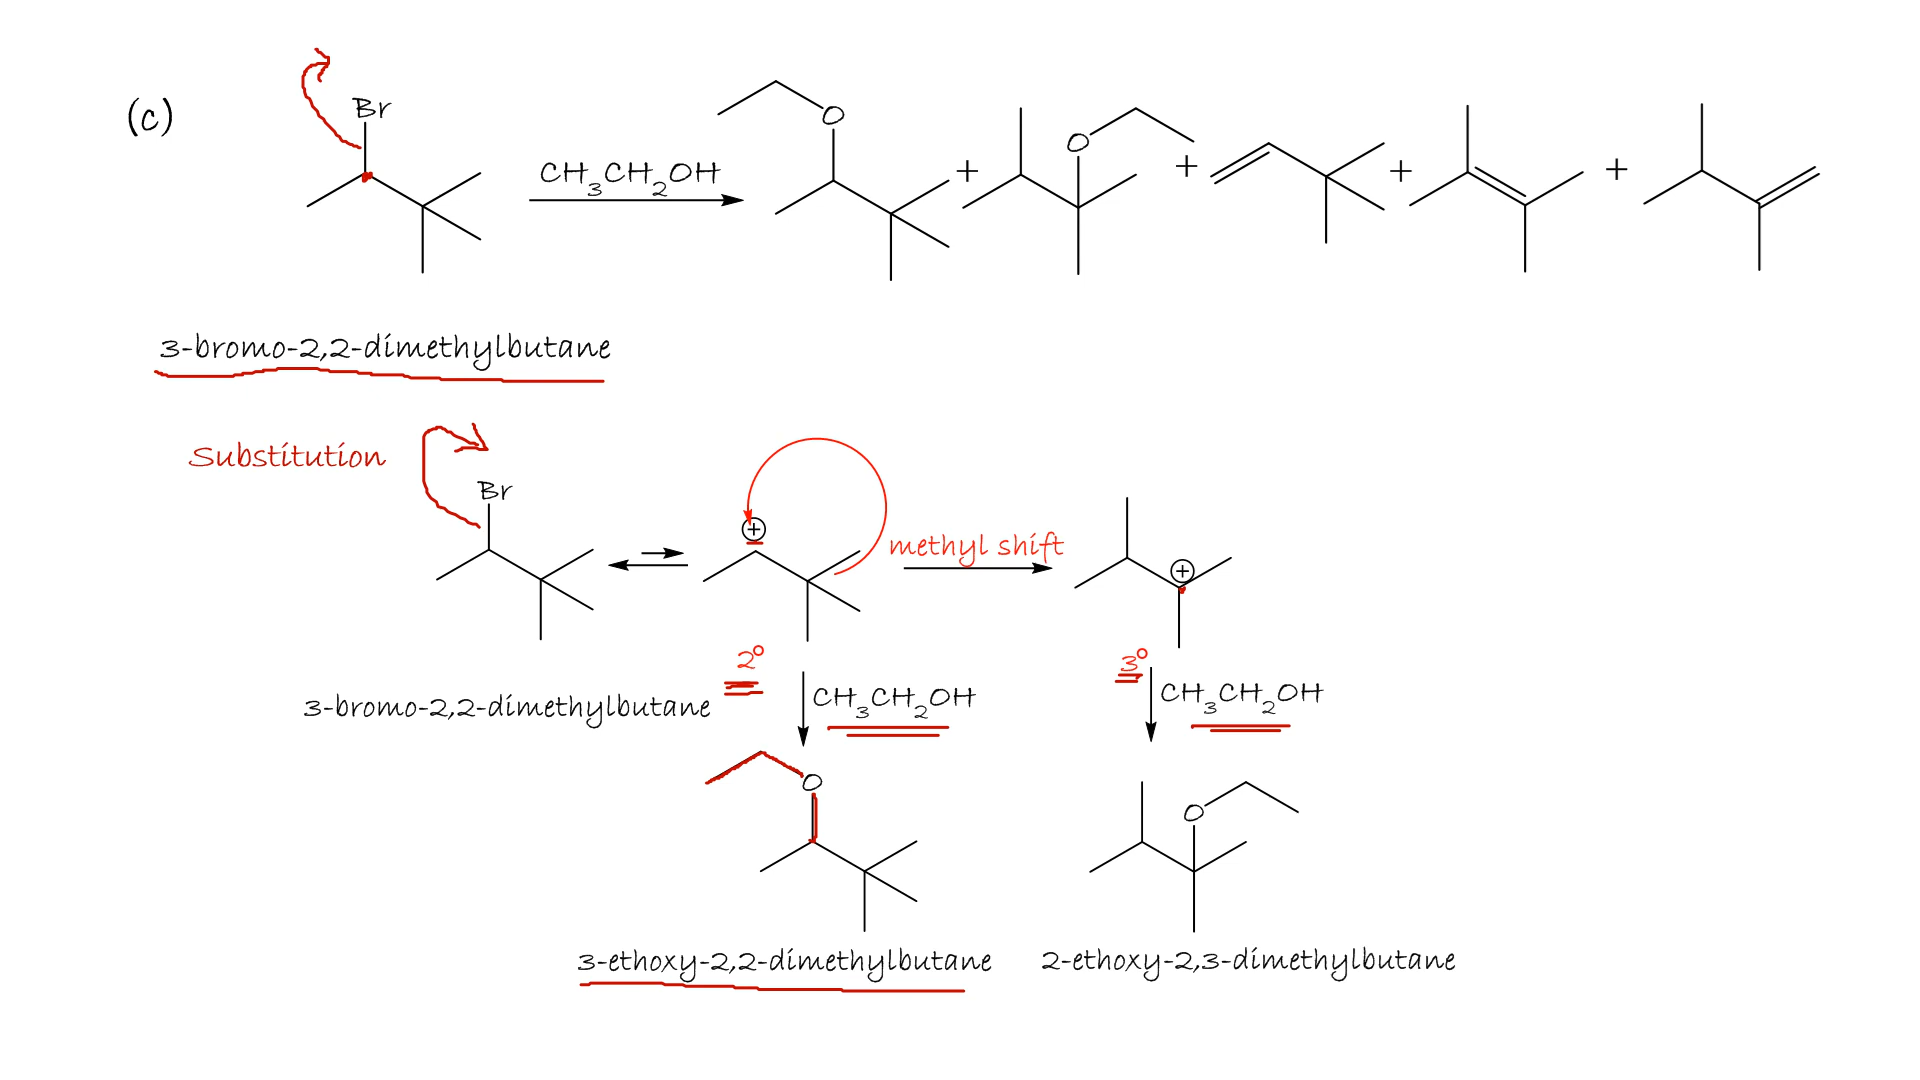 (c)
Br
CH₃CH₂OH
O
+
O
+
+
+
3-bromo-2,2-dimethylbutane
Substitution
Br
+
methyl shift
+
2°
3°
3-bromo-2,2-dimethylbutane
CH₃CH₂OH
CH₃CH₂OH
O
O
3-ethoxy-2,2-dimethylbutane
2-ethoxy-2,3-dimethylbutane